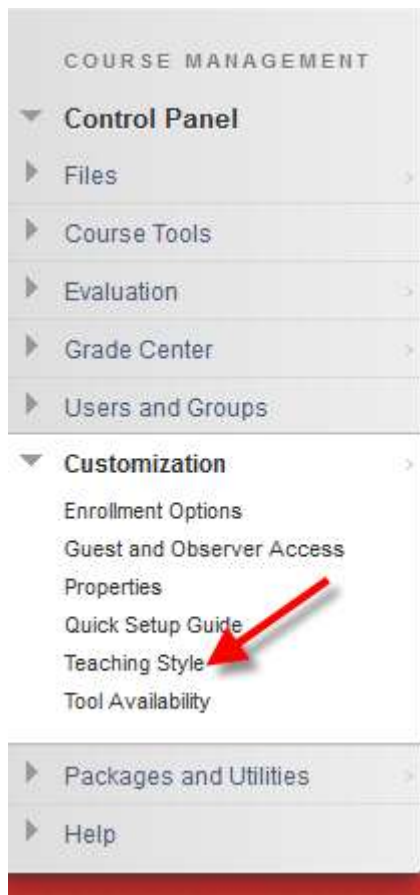 COURSE MANAGEMENT
Control Panel
Files
Course Tools
Evaluation
Grade Center
Users and Groups
Customization
Enrollment Options
Guest and Observer Access
Properties
Quick Setup Guide
Teaching Style
Tool Availability
Packages and Utilities
Help